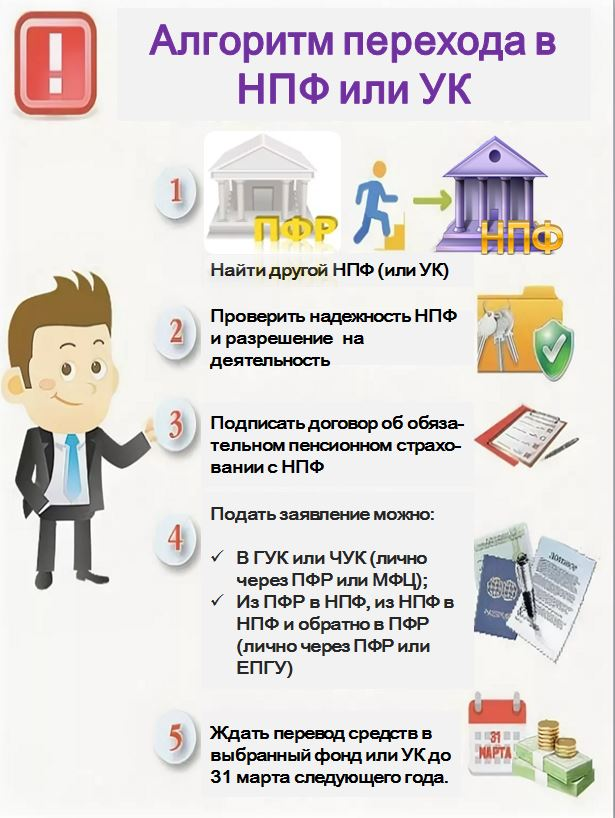 Алгоритм перехода в
НПФ или УК
1
ПФР
НПФ
Найти другой НПФ (или УК)
2
Проверить надежность НПФ
и разрешение на
деятельность
3
Подписать договор об обяза-
тельном пенсионном страхо-
вании с НПФ
4
Подать заявление можно:
✓ В ГУК или ЧУК (лично
через ПФР или МФЦ);
✓ Из ПФР в НПФ, из НПФ в
НПФ и обратно в ПФР
(лично через ПФР или
ЕПГУ)
Договор
5
Ждать перевод средств в
выбранный фонд или УК до
31 марта следующего года.
31
МАРТА